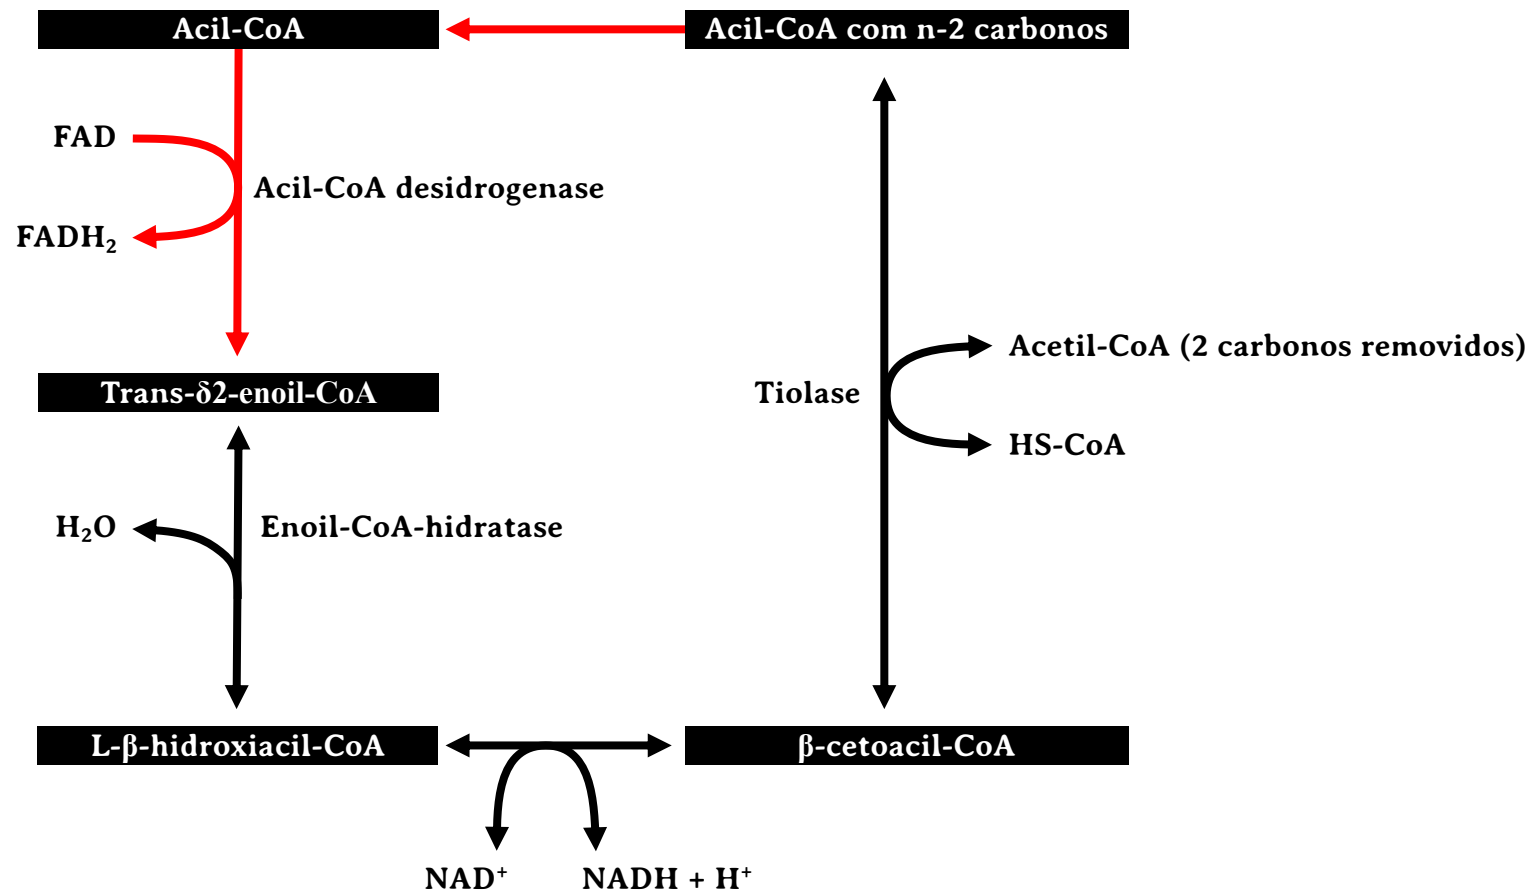 Acil-CoA
Acil-CoA com n-2 carbonos
FAD
Acil-CoA desidrogenase
FADH₂
Acetil-CoA (2 carbonos removidos)
Trans-δ2-enoil-CoA
Tiolase
HS-CoA
H₂O
Enoil-CoA-hidratase
L-β-hidroxiacil-CoA
β-cetoacil-CoA
NAD⁺
NADH + H⁺